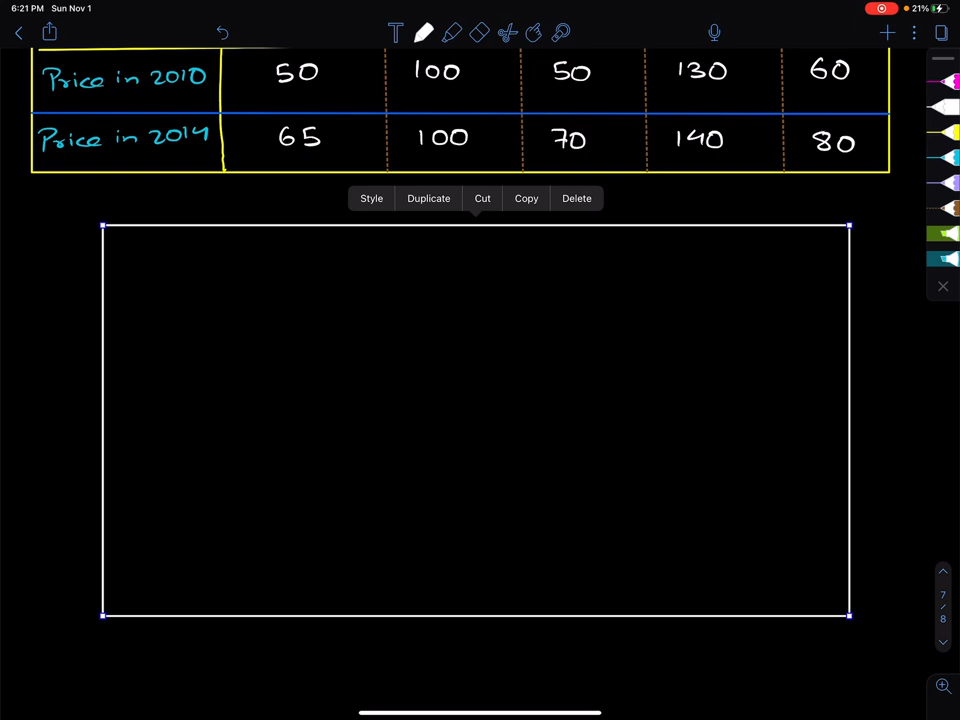 6:21 PM Sun Nov 1 21%
T
Price in 2010 50 100 50 130 60
Price in 2014 65 100 70 140 80
Style Duplicate Cut Copy Delete
7
/
8